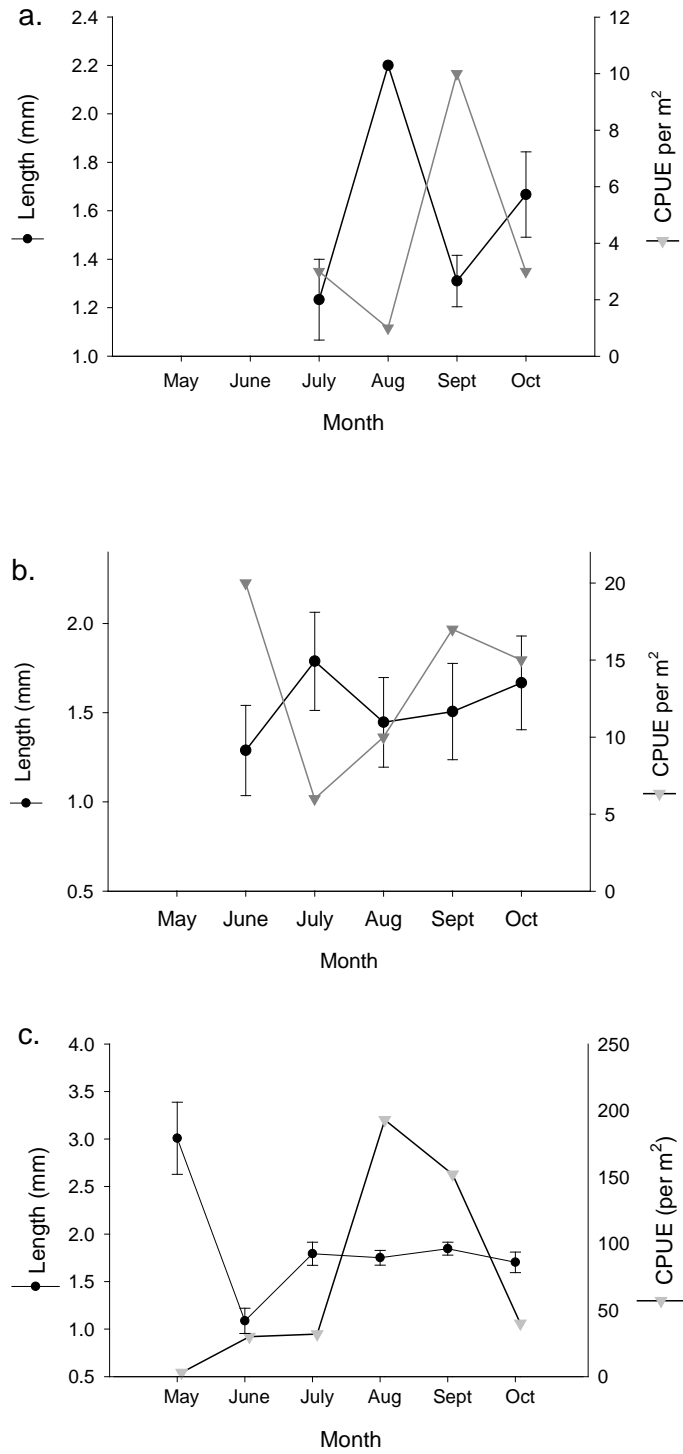 a.
2.4
2.2
2.0
1.8
1.6
1.4
1.2
1.0
Length (mm)
12
10
8
6
4
2
0
CPUE per m²
May June July Aug Sept Oct
Month
b.
2.0
1.5
1.0
0.5
Length (mm)
20
15
10
5
0
CPUE per m²
May June July Aug Sept Oct
Month
c.
4.0
3.5
3.0
2.5
2.0
1.5
1.0
0.5
Length (mm)
250
200
150
100
50
0
CPUE (per m²)
May June July Aug Sept Oct
Month